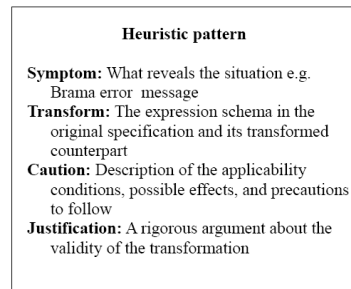 Heuristic pattern
Symptom: What reveals the situation e.g.
Brama error message
Transform: The expression schema in the
original specification and its transformed
counterpart
Caution: Description of the applicability
conditions, possible effects, and precautions
to follow
Justification: A rigorous argument about the
validity of the transformation